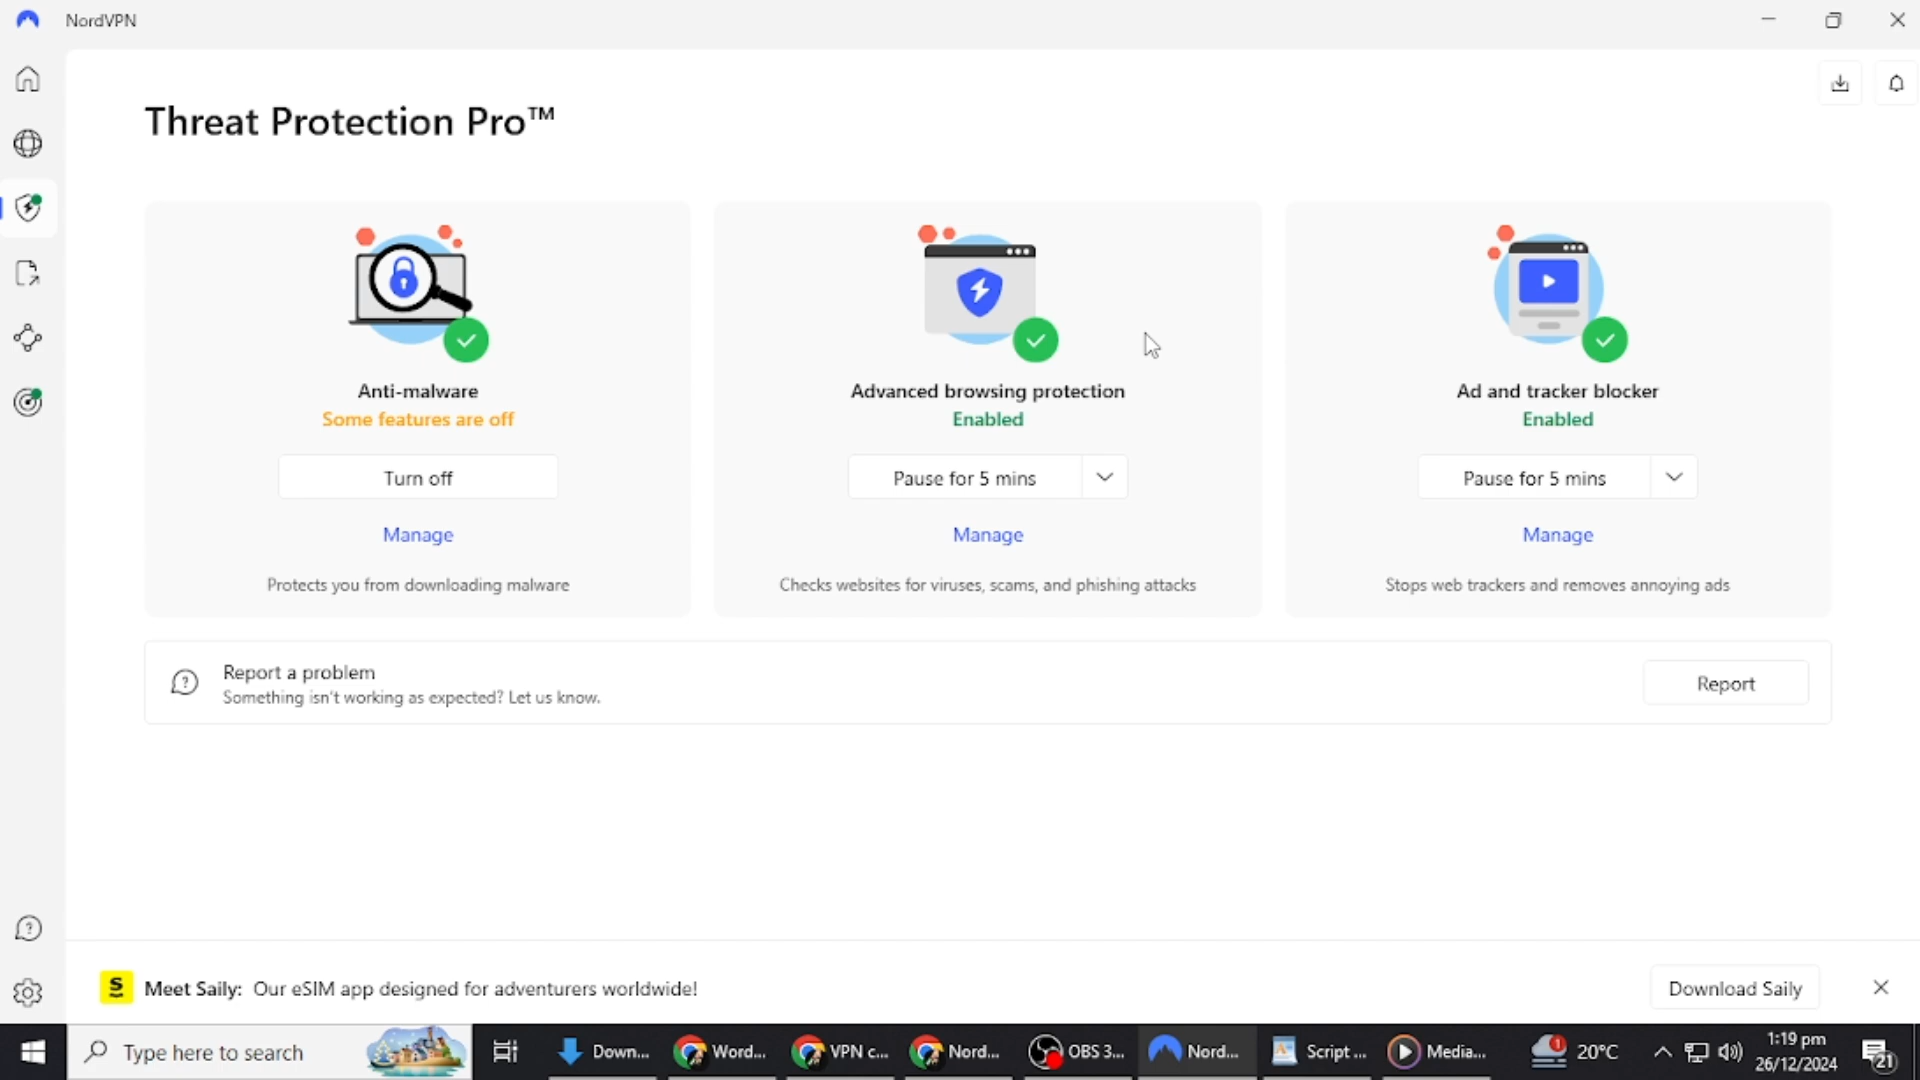 NordVPN
Threat Protection Pro™
Anti-malware
Some features are off
Turn off
Manage
Protects you from downloading malware
Advanced browsing protection
Enabled
Pause for 5 mins
Manage
Checks websites for viruses, scams, and phishing attacks
Ad and tracker blocker
Enabled
Pause for 5 mins
Manage
Stops web trackers and removes annoying ads
Report a problem
Something isn't working as expected? Let us know.
Report
S
Meet Saily: Our eSIM app designed for adventurers worldwide!
Download Saily
Type here to search
Down...
Word...
VPN c...
Nord...
OBS 3...
Nord...
Script ...
Media...
1
20°C
1:19 pm
26/12/2024
21